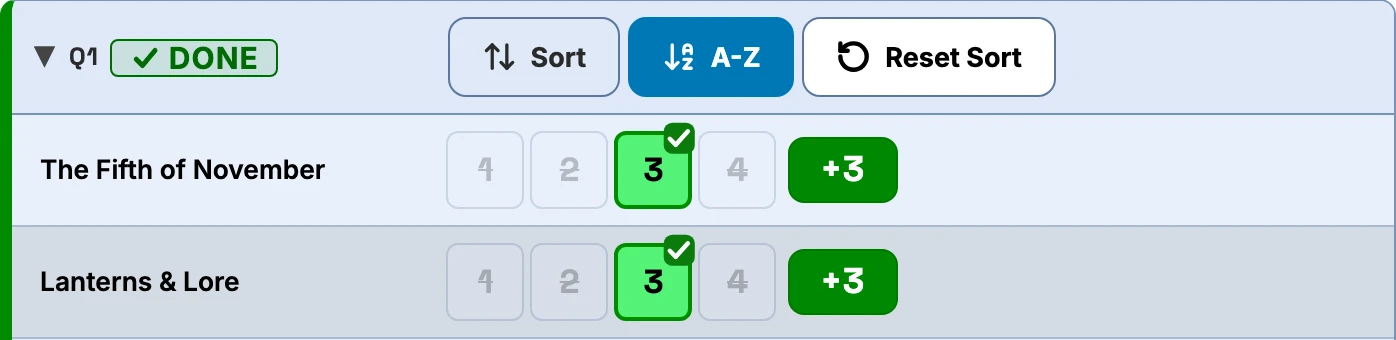 ▼ Q1 ✓ DONE Sort A-Z Reset Sort
The Fifth of November 1 2 3 4 +3
Lanterns & Lore 1 2 3 4 +3